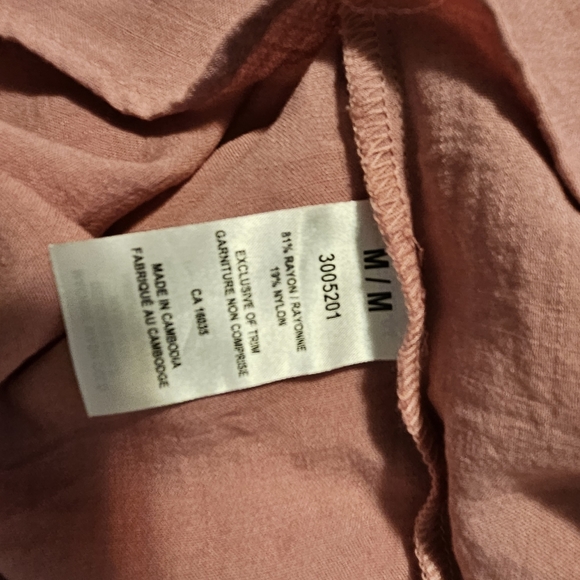 M / M
3005201
81% RAYON / RAYONNE
19% NYLON
EXCLUSIVE OF TRIM
GARNITURE NON COMPRISE
CA 16035
MADE IN CAMBODIA
FABRIQUÉ AU CAMBODGE